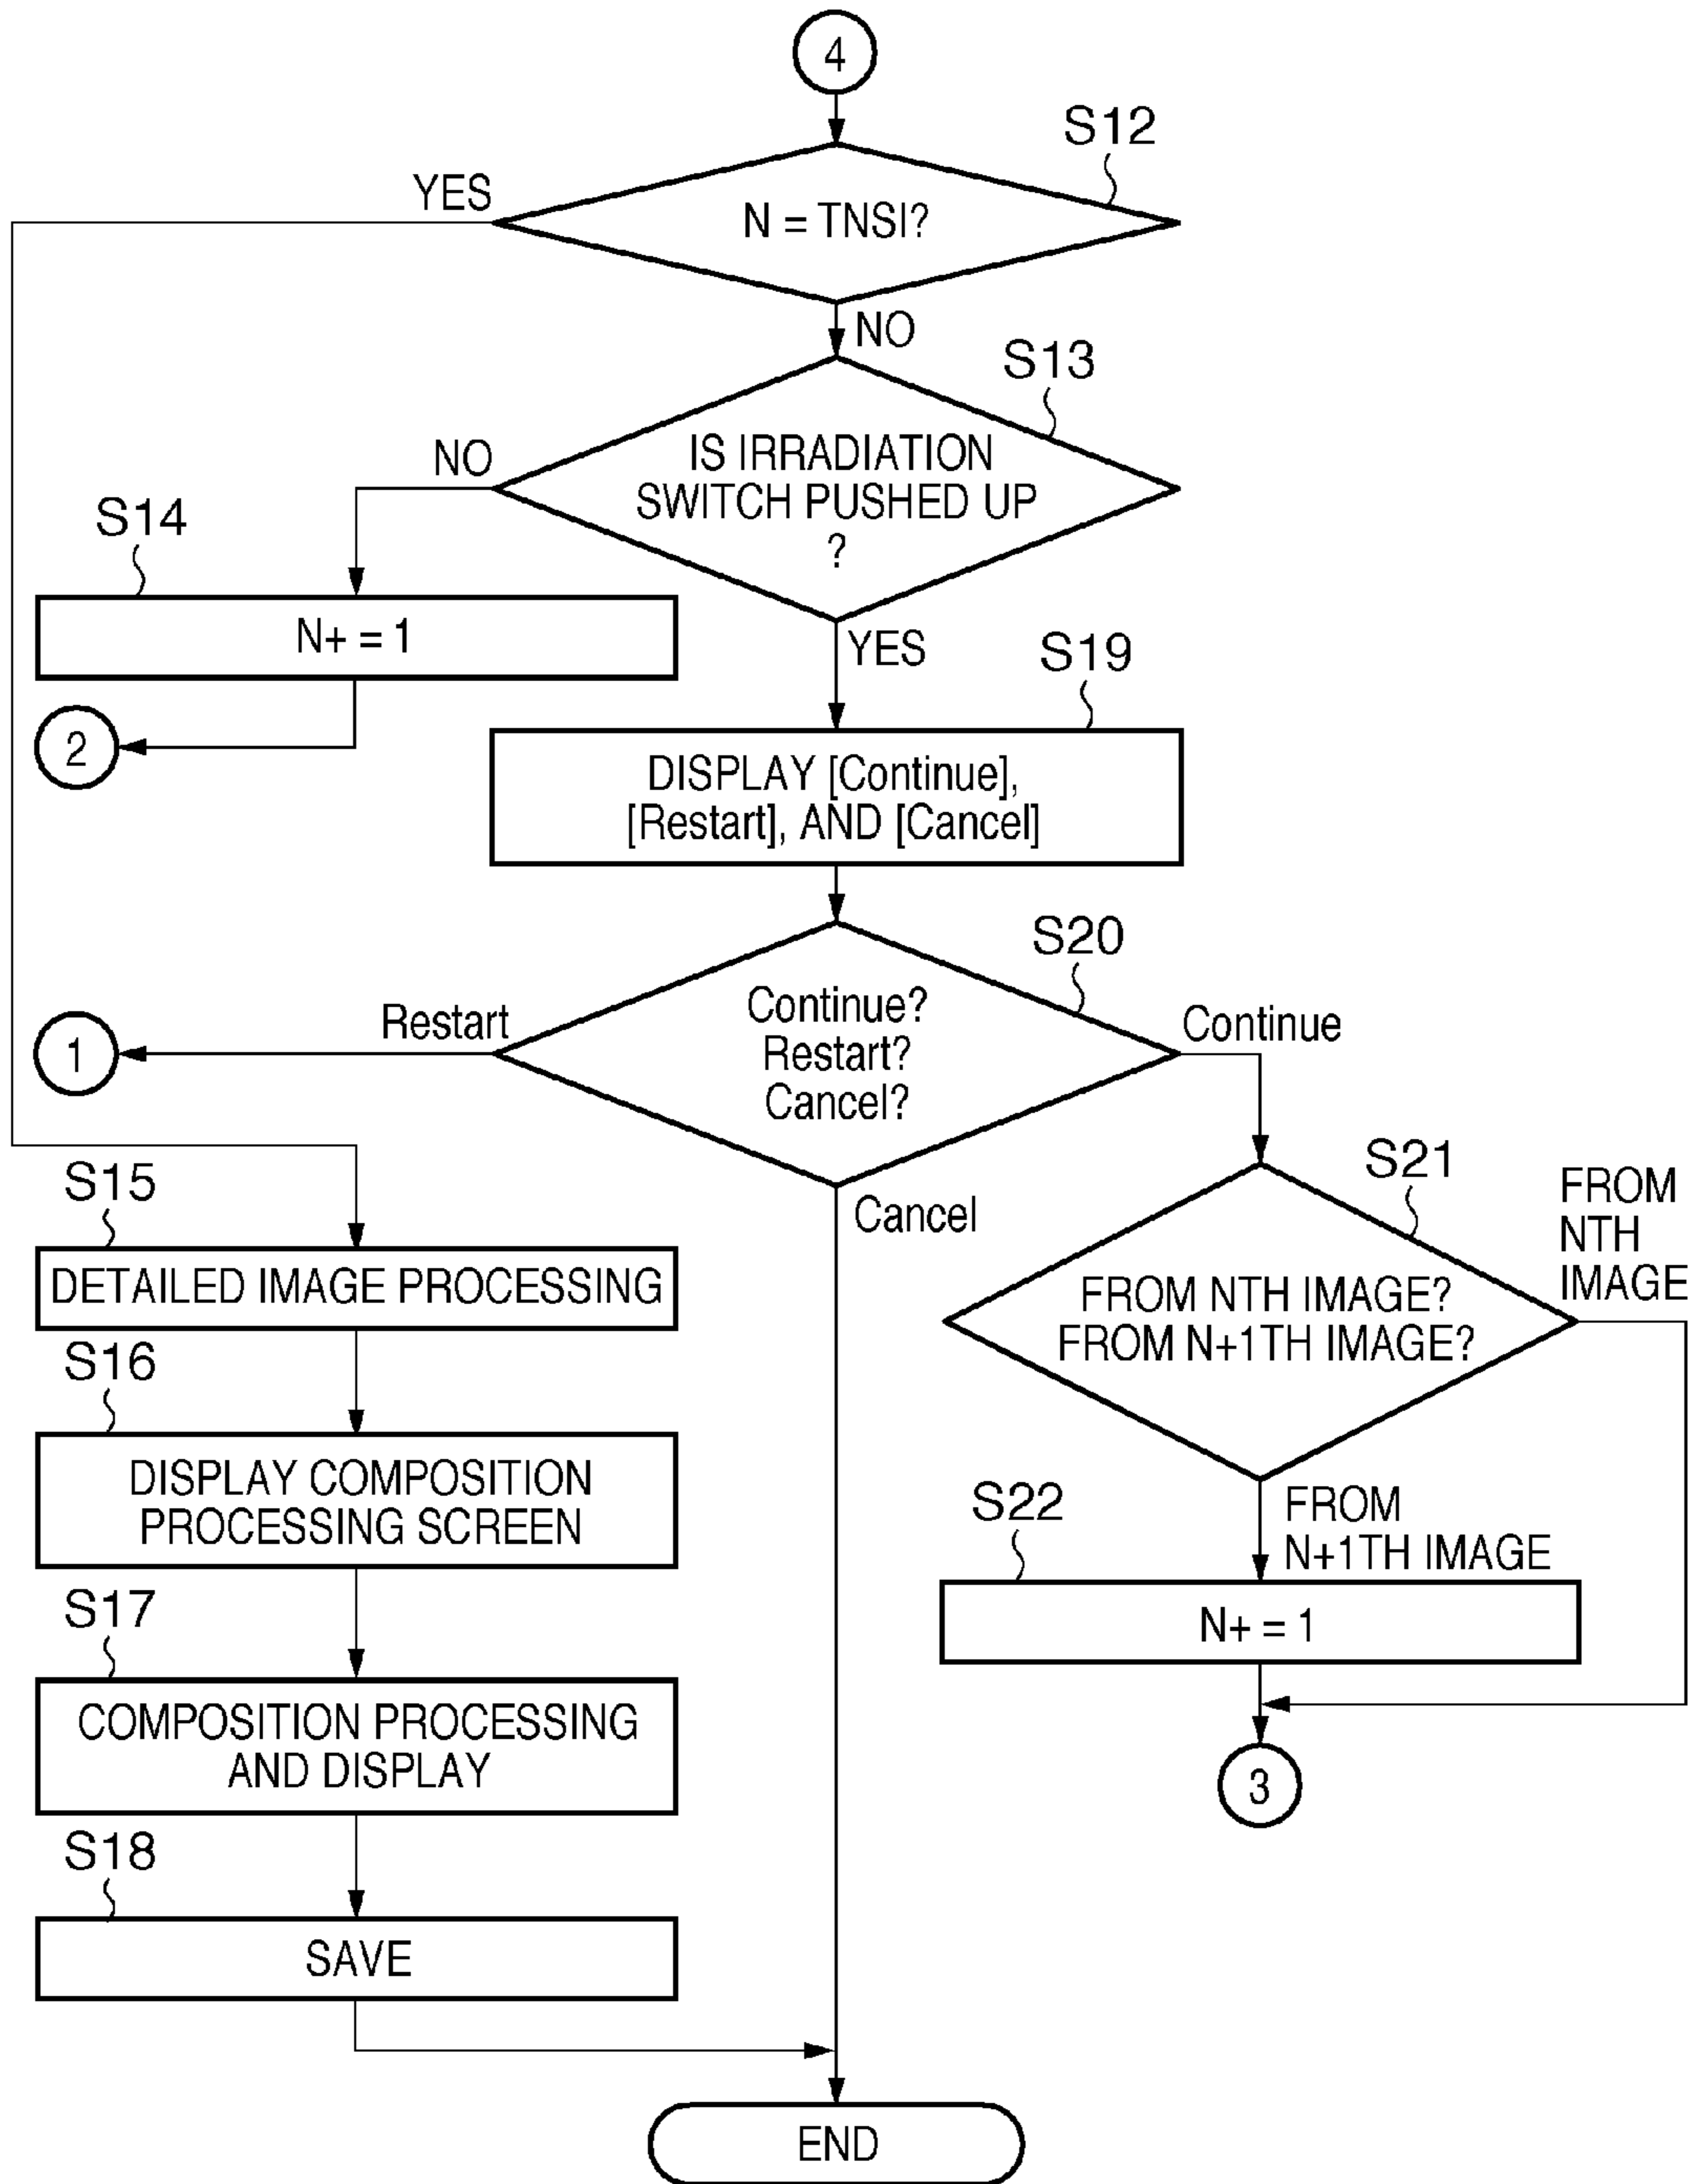 4
S12
YES
N = TNSI?
NO
S13
NO
IS IRRADIATION
SWITCH PUSHED UP
?
S14
N+ = 1
YES
S19
2
DISPLAY [Continue],
[Restart], AND [Cancel]
S20
Restart
Continue?
Restart?
Cancel?
Continue
1
Cancel
S15
DETAILED IMAGE PROCESSING
S21
FROM
NTH
IMAGE
FROM NTH IMAGE?
FROM N+1TH IMAGE?
S16
DISPLAY COMPOSITION
PROCESSING SCREEN
S22
FROM
N+1TH IMAGE
N+ = 1
S17
COMPOSITION PROCESSING
AND DISPLAY
3
S18
SAVE
END